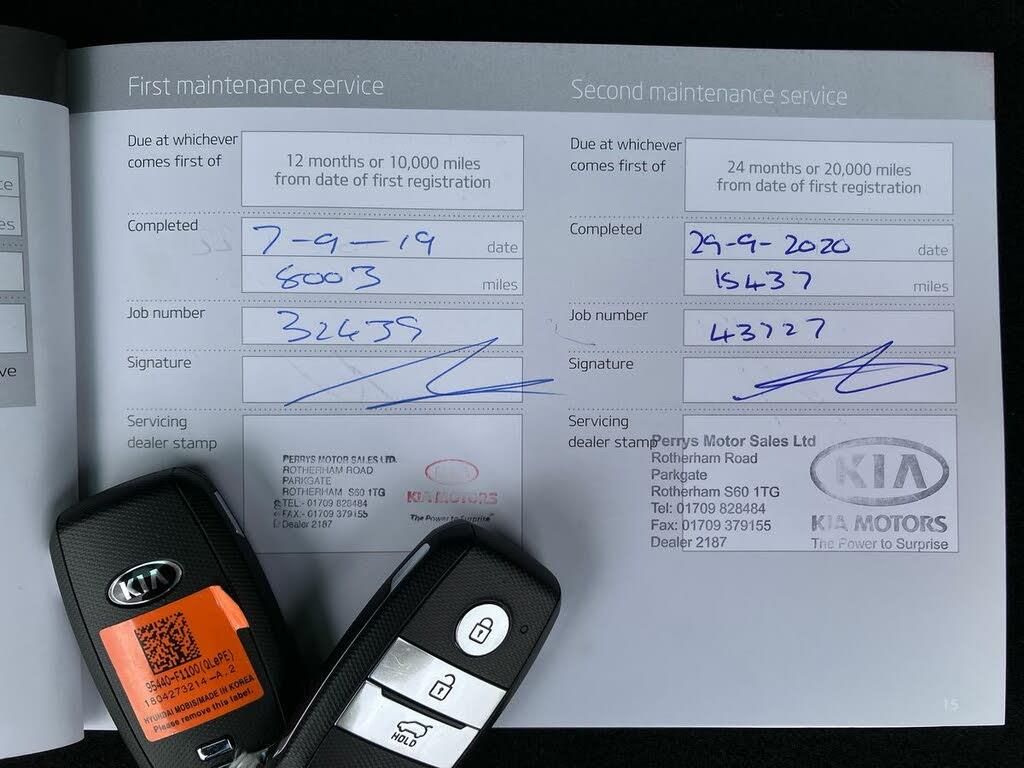 First maintenance service
Due at whichever
comes first of
12 months or 10,000 miles
from date of first registration
Completed
7-9-19 date
8003 miles
Job number
32439
Signature
Servicing
dealer stamp
PERRYS MOTOR SALES LTD.
ROTHERHAM ROAD
PARKGATE
ROTHERHAM S60 1TG
TEL:- 01709 828484
FAX:- 01709 379155
Dealer 2187
KIA MOTORS
The Power to Surprise
Second maintenance service
Due at whichever
comes first of
24 months or 20,000 miles
from date of first registration
Completed
29-9-2020 date
15437 miles
Job number
43727
Signature
Servicing
dealer stamp
Perrys Motor Sales Ltd
Rotherham Road
Parkgate
Rotherham S60 1TG
Tel: 01709 828484
Fax: 01709 379155
Dealer 2187
KIA
KIA MOTORS
The Power to Surprise
15
ce
es
ve
KIA
95440-F1100(QLePE)
1804273214-A..2
HYUNDAI MOBIS/MADE IN KOREA
Please remove this label.
HOLD